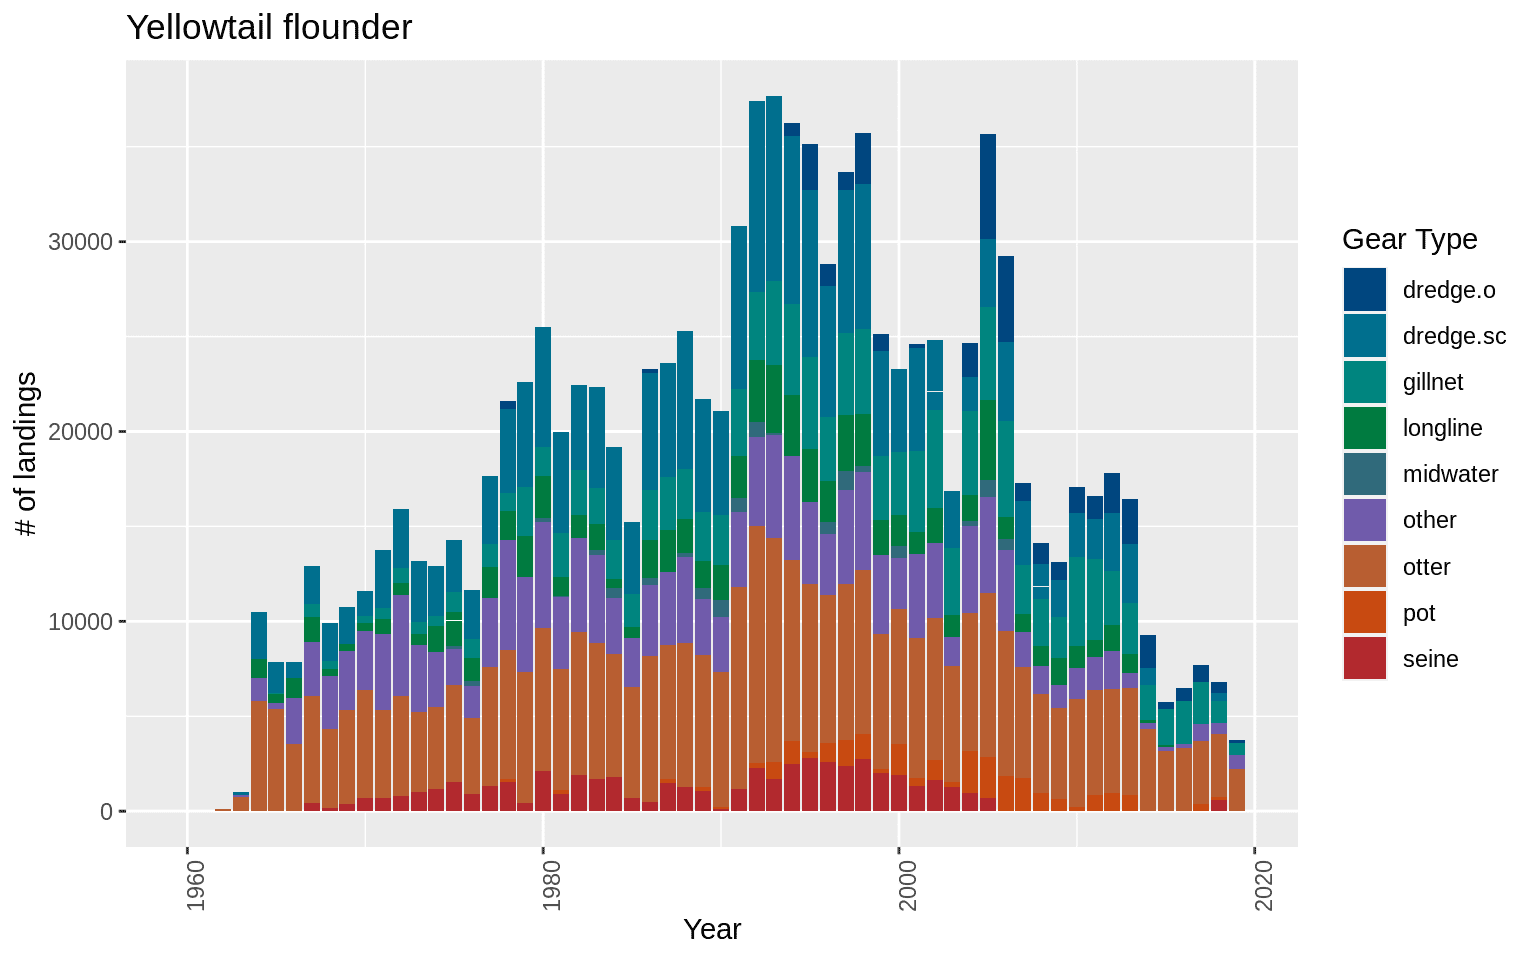 Yellowtail flounder
# of landings
30000
20000
10000
0
1960
1980
2000
2020
Year
Gear Type
dredge.o
dredge.sc
gillnet
longline
midwater
other
otter
pot
seine